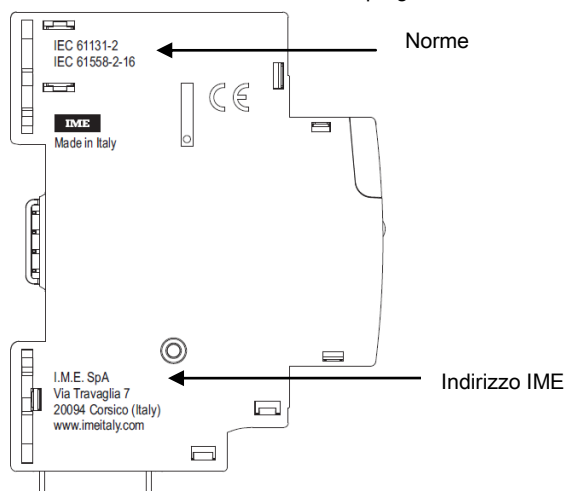 IEC 61131-2
IEC 61558-2-16
Norme
CE
IME
Made in Italy
I.M.E. SpA
Via Travaglia 7
20094 Corsico (Italy)
www.imeitaly.com
Indirizzo IME